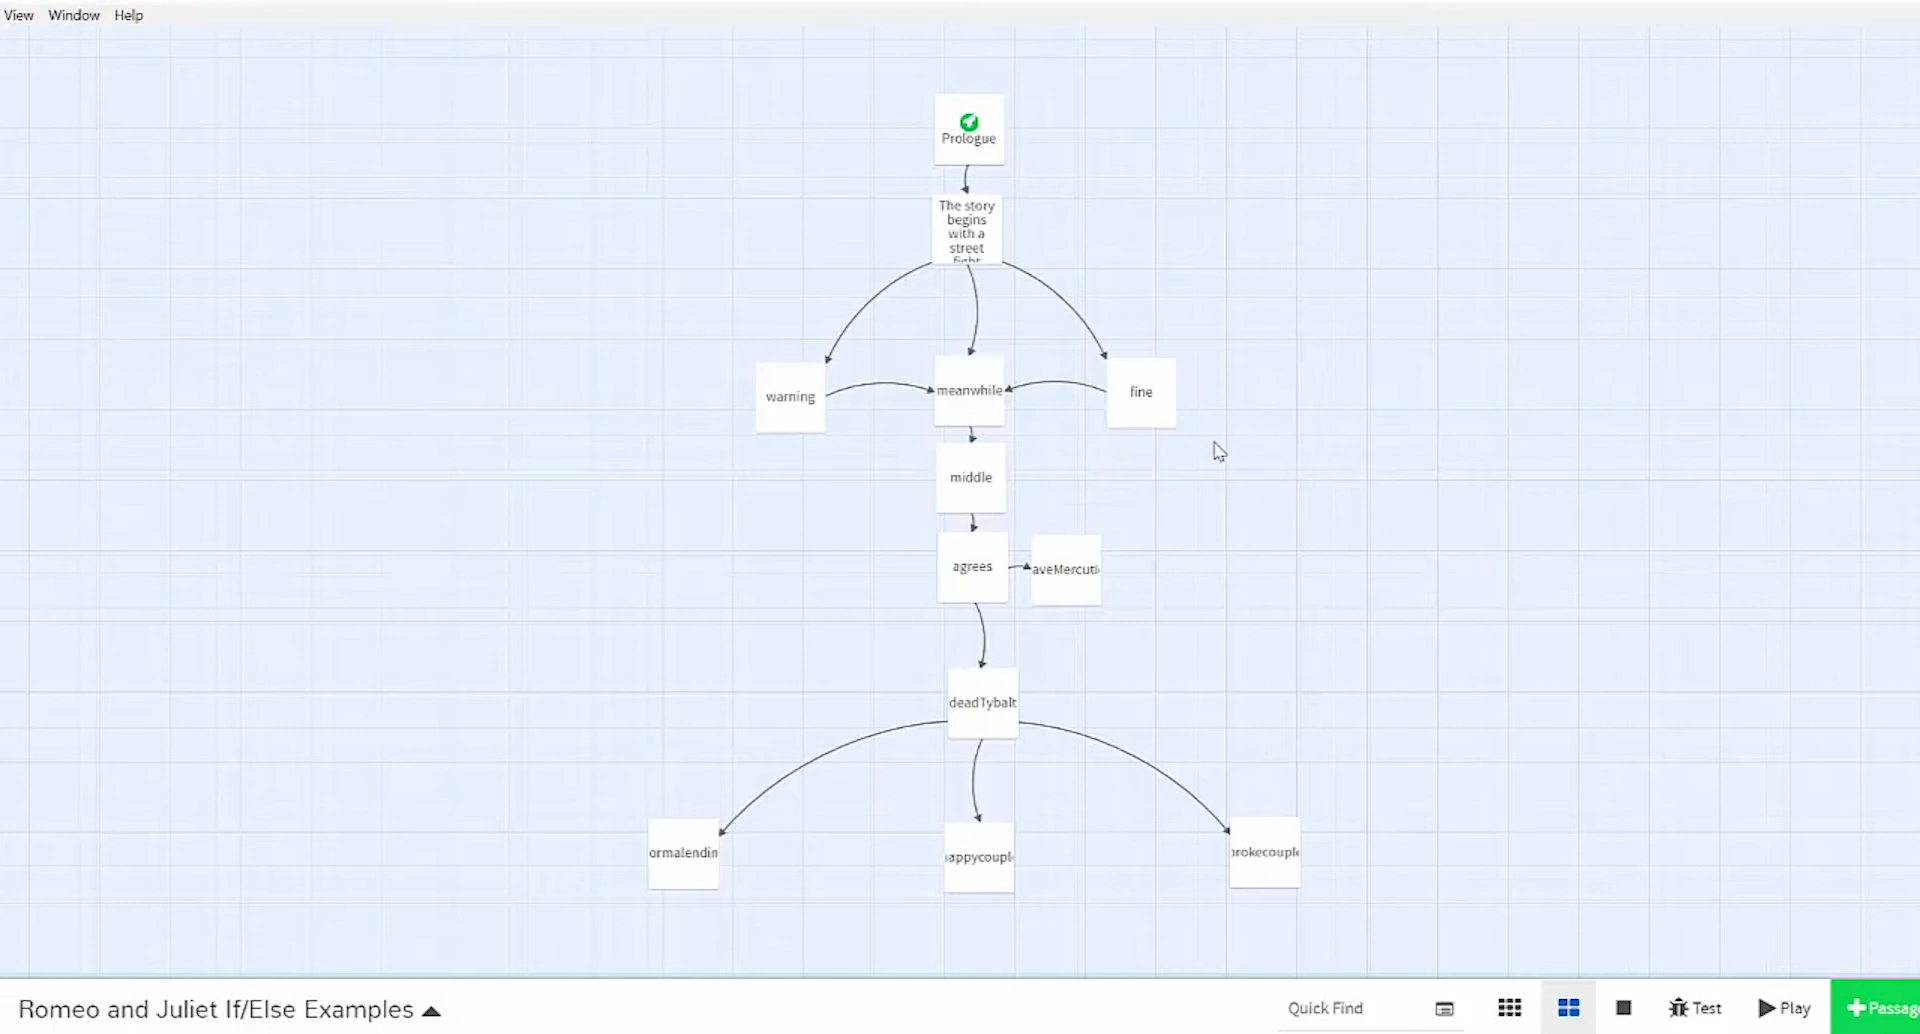 View Window Help
Prologue
The story
begins
with a
street
fight
warning
meanwhile
fine
middle
agrees
aveMercuti
deadTybalt
ormalendin
appycoupl
brokecouple
Romeo and Juliet If/Else Examples
Quick Find
Test
Play
+Passag